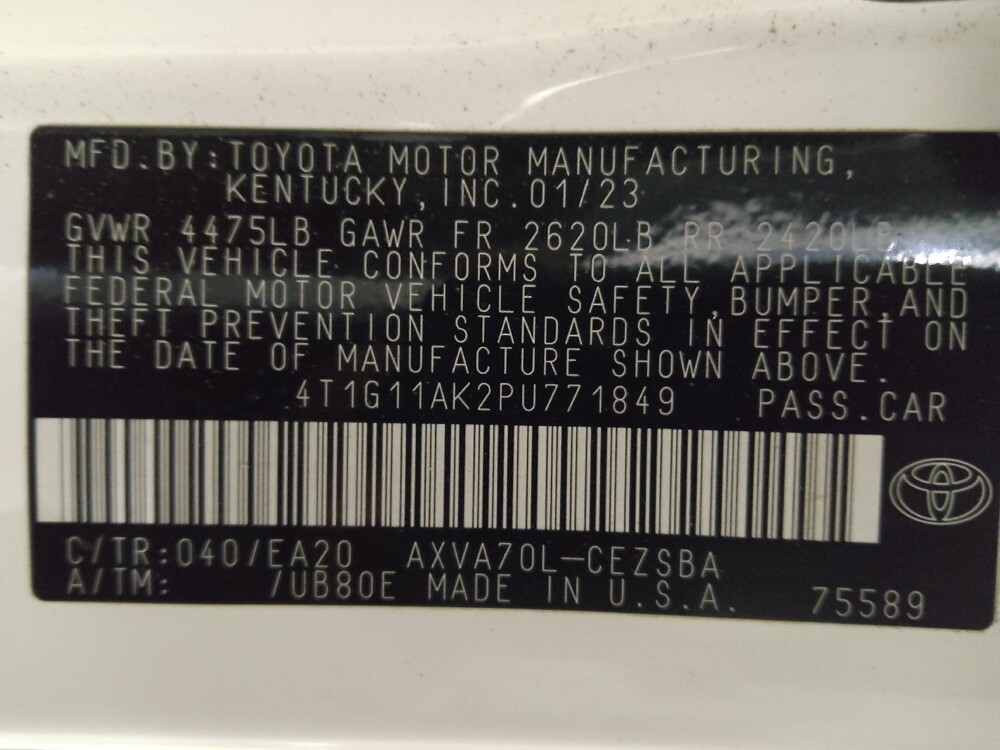 MFD.BY:TOYOTA MOTOR MANUFACTURING,
KENTUCKY,INC.01/23
GVWR 4475LB GAWR FR 2620LB RR 2420LB
THIS VEHICLE CONFORMS TO ALL APPLICABLE
FEDERAL MOTOR VEHICLE SAFETY,BUMPER,AND
THEFT PREVENTION STANDARDS IN EFFECT ON
THE DATE OF MANUFACTURE SHOWN ABOVE.
4T1G11AK2PU771849 PASS.CAR
C/TR:040/EA20 AXVA70L-CEZSBA
A/TM: /UB80E MADE IN U.S.A. 75589